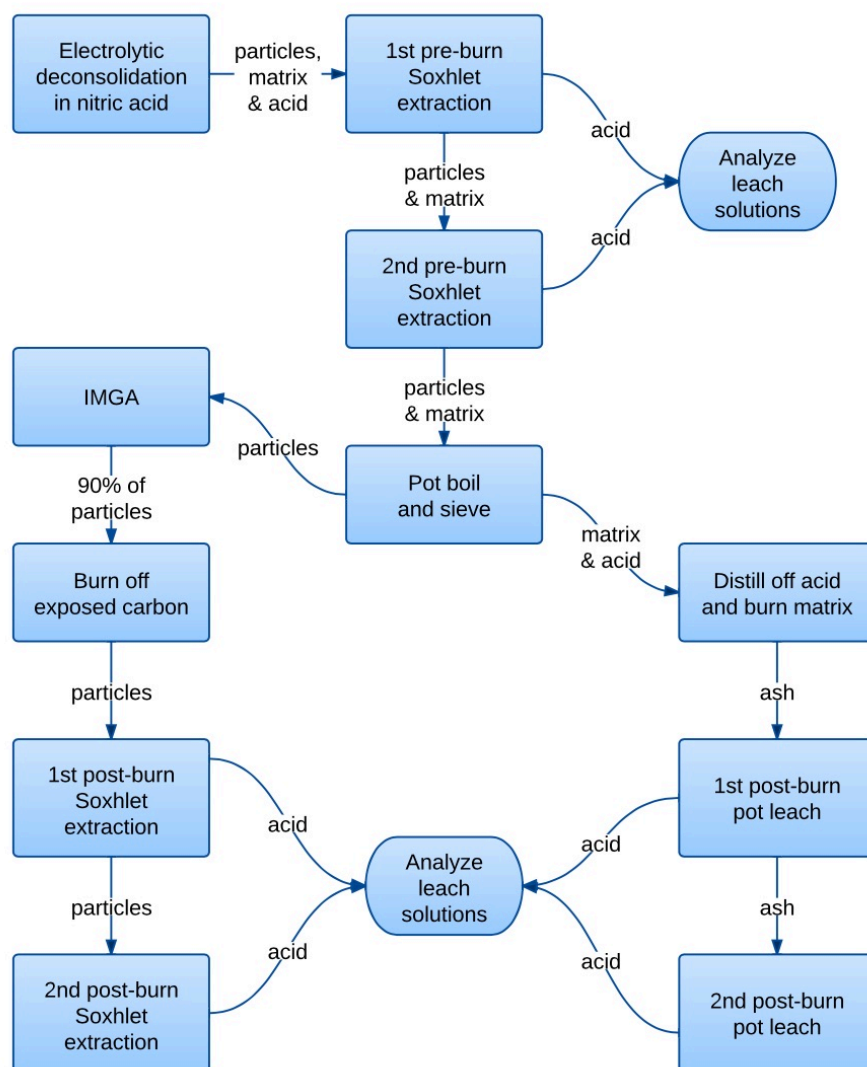 Electrolytic
deconsolidation
in nitric acid
particles,
matrix
& acid
1st pre-burn
Soxhlet
extraction
acid
Analyze
leach
solutions
particles
& matrix
acid
2nd pre-burn
Soxhlet
extraction
particles
& matrix
IMGA
particles
Pot boil
and sieve
90% of
particles
matrix
& acid
Burn off
exposed carbon
Distill off acid
and burn matrix
particles
ash
1st post-burn
Soxhlet
extraction
acid
1st post-burn
pot leach
acid
Analyze
leach
solutions
particles
ash
acid
acid
2nd post-burn
Soxhlet
extraction
2nd post-burn
pot leach